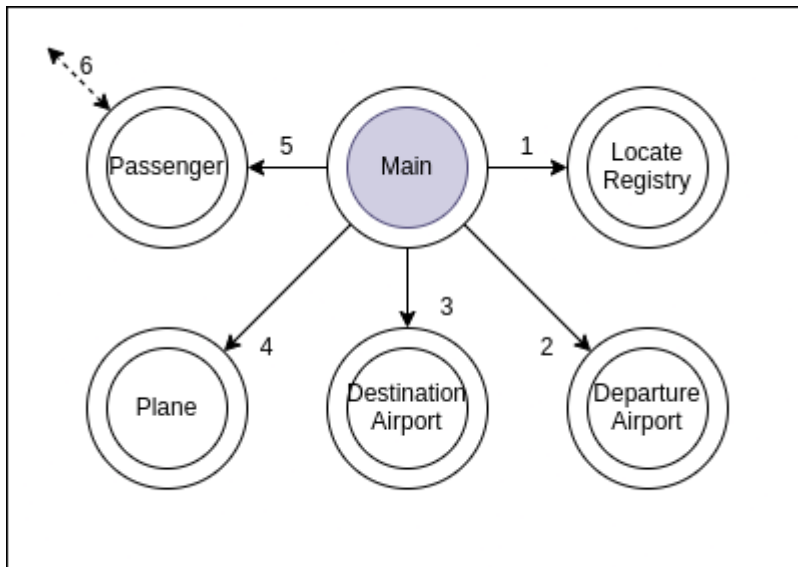 6
Passenger
5
Main
1
Locate
Registry
4
3
2
Plane
Destination
Airport
Departure
Airport